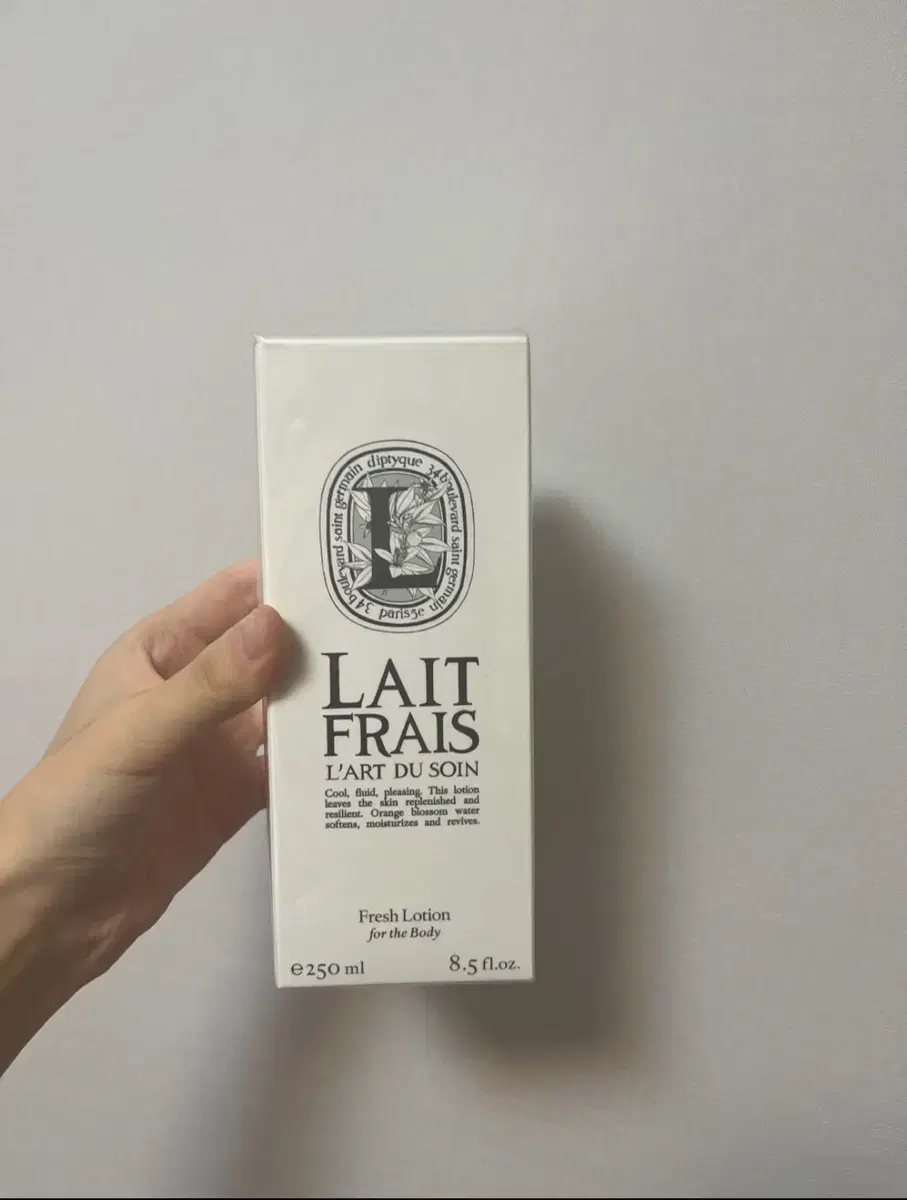 diptyque 34 boulevard saint germain paris5e 34 boulevard saint germain
L
LAIT
FRAIS
L'ART DU SOIN
Cool, fluid, pleasing. This lotion
leaves the skin replenished and
resilient. Orange blossom water
softens, moisturizes and revives.
Fresh Lotion
for the Body
e250 ml
8.5 fl.oz.